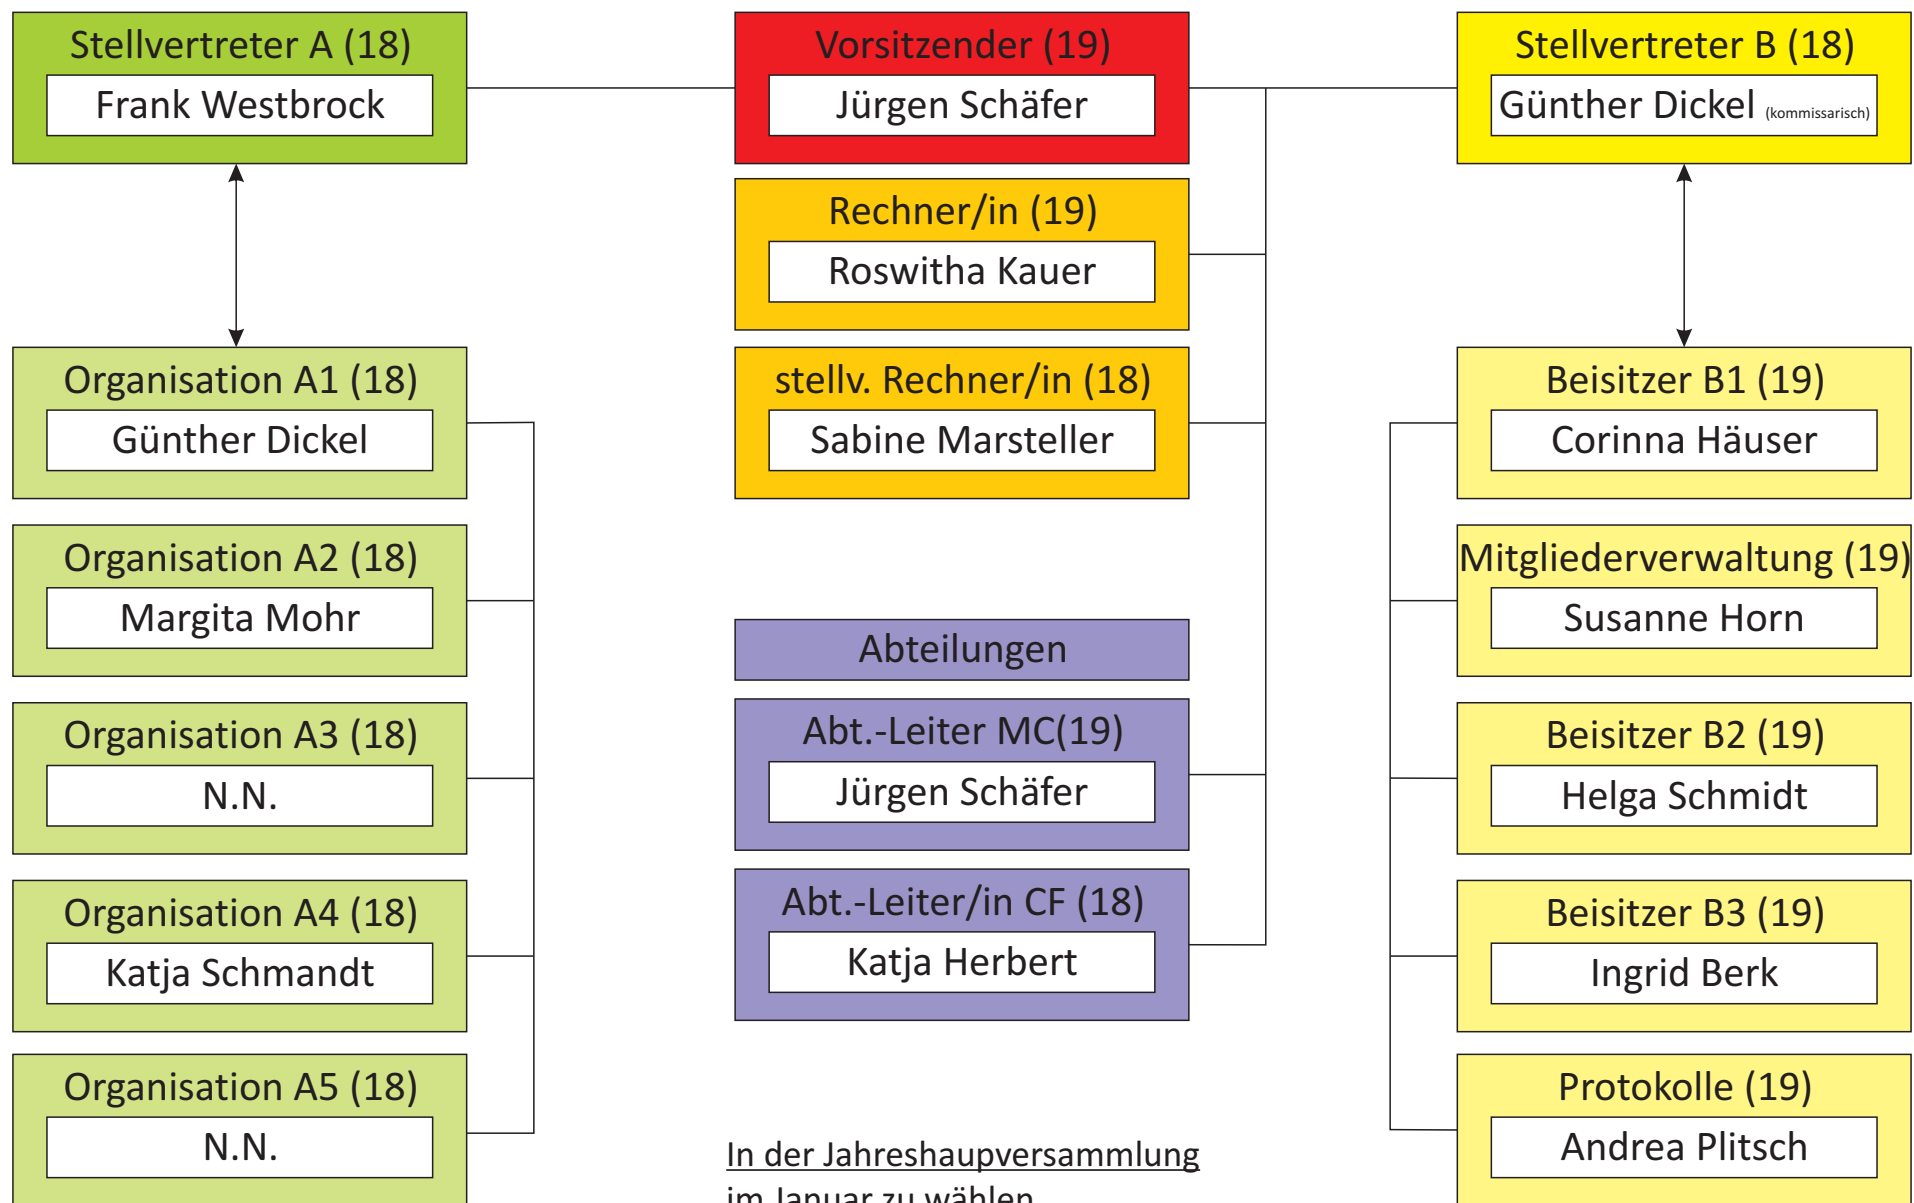 Stellvertreter A (18)
Frank Westbrock
Vorsitzender (19)
Jürgen Schäfer
Stellvertreter B (18)
Günther Dickel (kommissarisch)
Rechner/in (19)
Roswitha Kauer
stellv. Rechner/in (18)
Sabine Marsteller
Organisation A1 (18)
Günther Dickel
Organisation A2 (18)
Margita Mohr
Organisation A3 (18)
N.N.
Organisation A4 (18)
Katja Schmandt
Organisation A5 (18)
N.N.
Abteilungen
Abt.-Leiter MC(19)
Jürgen Schäfer
Abt.-Leiter/in CF (18)
Katja Herbert
In der Jahreshaupversammlung
im Januar zu wählen
Beisitzer B1 (19)
Corinna Häuser
Mitgliederverwaltung (19)
Susanne Horn
Beisitzer B2 (19)
Helga Schmidt
Beisitzer B3 (19)
Ingrid Berk
Protokolle (19)
Andrea Plitsch